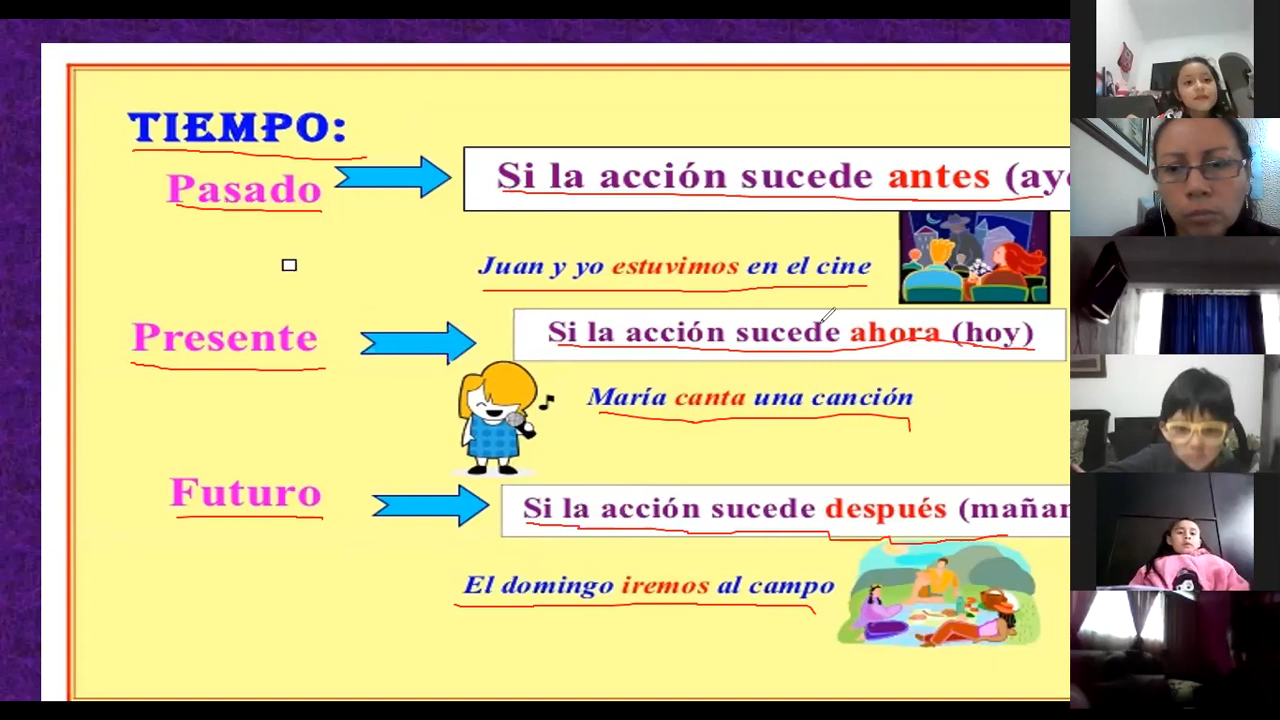 TIEMPO:
Pasado
Si la acción sucede antes
Juan y yo estuvimos en el cine
Presente
Si la acción sucede ahora (hoy)
María canta una canción
Futuro
Si la acción sucede después
El domingo iremos al campo